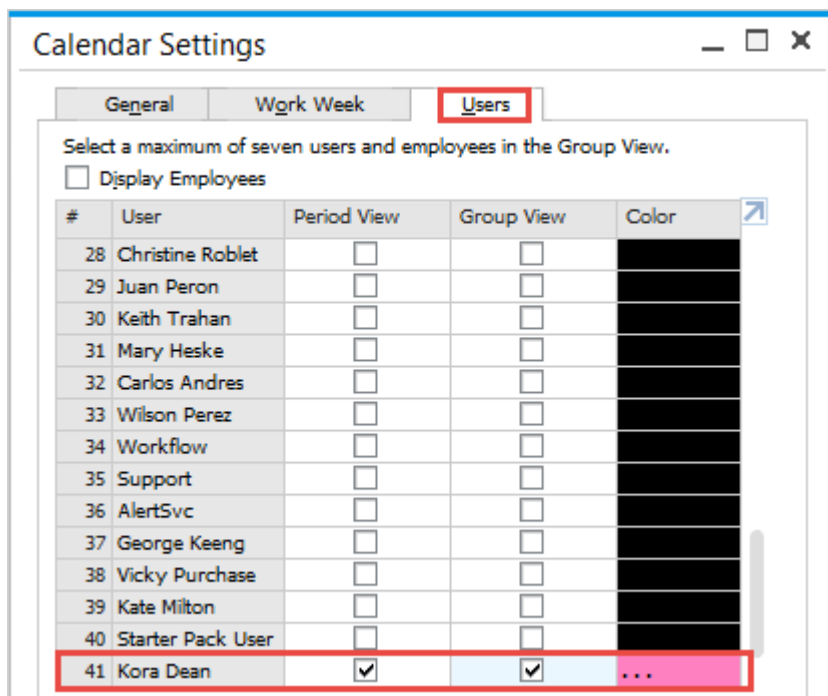 Calendar Settings
General Work Week Users
Select a maximum of seven users and employees in the Group View.
Display Employees
# User Period View Group View Color
28 Christine Roblet
29 Juan Peron
30 Keith Trahan
31 Mary Heske
32 Carlos Andres
33 Wilson Perez
34 Workflow
35 Support
36 AlertSvc
37 George Keeng
38 Vicky Purchase
39 Kate Milton
40 Starter Pack User
41 Kora Dean ...